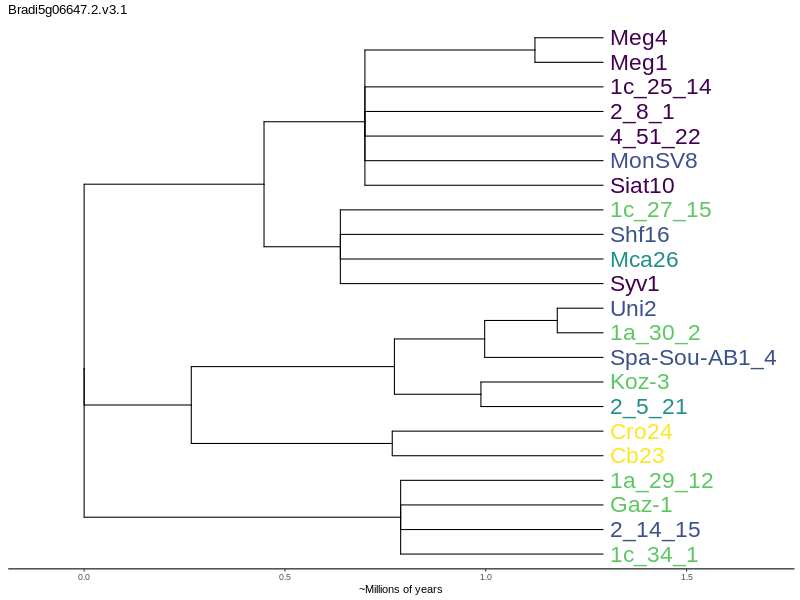 Bradi5g06647.2.v3.1
Meg4
Meg1
1c_25_14
2_8_1
4_51_22
MonSV8
Siat10
1c_27_15
Shf16
Mca26
Syv1
Uni2
1a_30_2
Spa-Sou-AB1_4
Koz-3
2_5_21
Cro24
Cb23
1a_29_12
Gaz-1
2_14_15
1c_34_1
0.0 0.5 1.0 1.5
~Millions of years